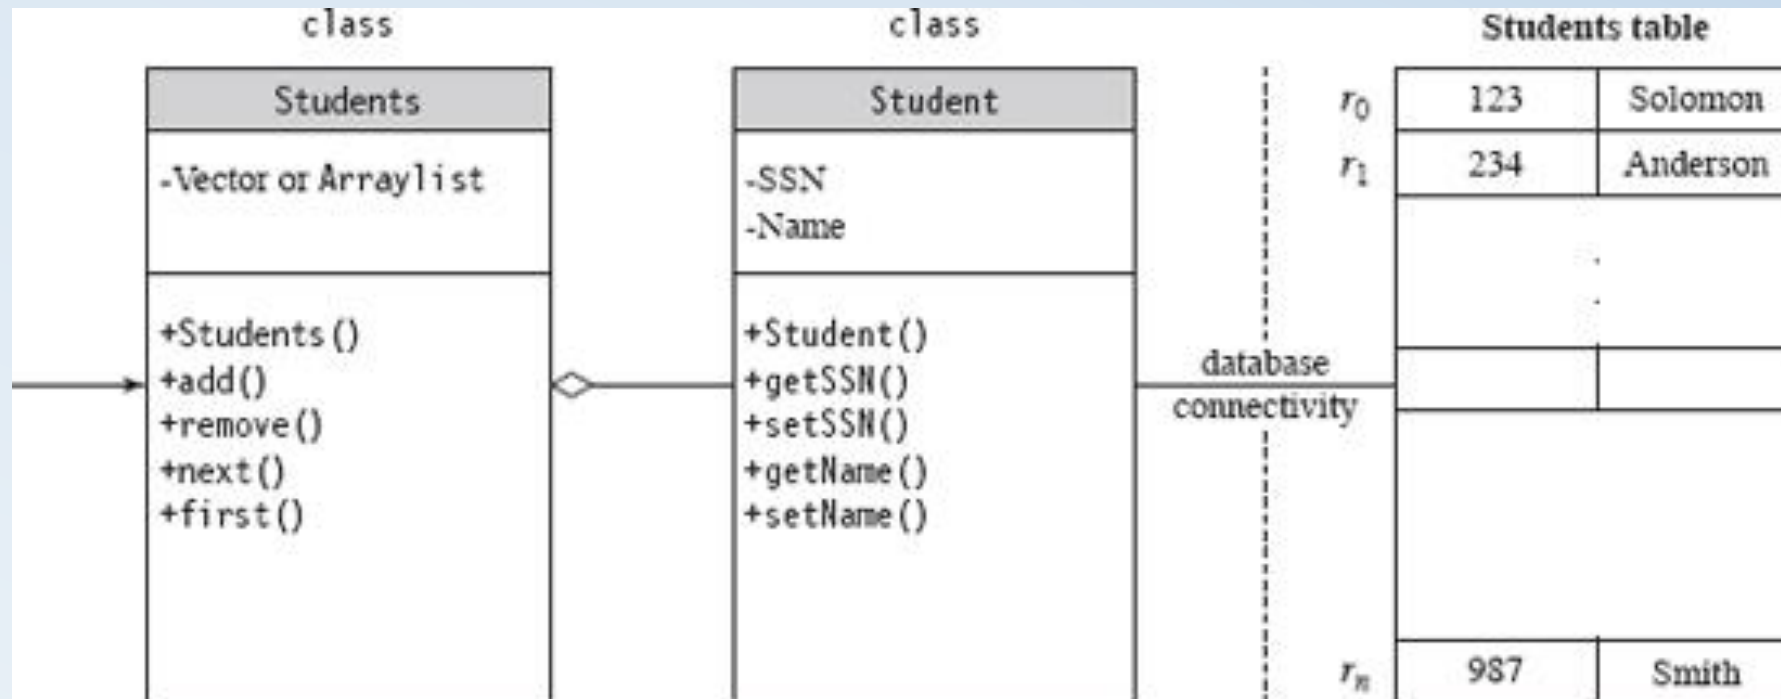 class
Students
-Vector or Arraylist
+Students()
+add()
+remove()
+next()
+first()
class
Student
-SSN
-Name
+Student()
+getSSN()
+setSSN()
+getName()
+setName()
database
connectivity
Students table
r0 123 Solomon
r1 234 Anderson
.
.
rn 987 Smith